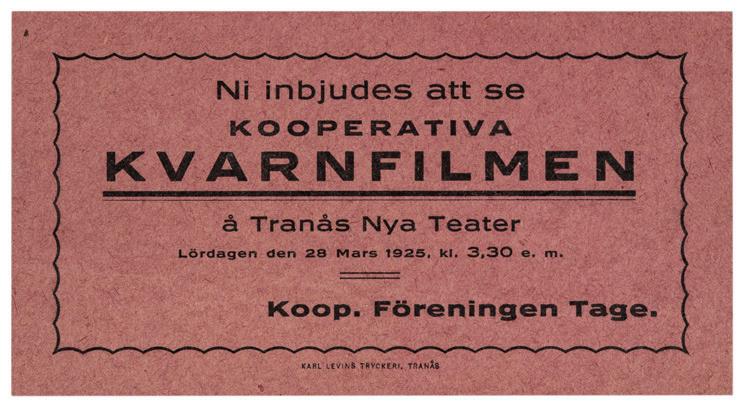 Ni inbjudes att se
KOOPERATIVA
KVARNFILMEN
å Tranås Nya Teater
Lördagen den 28 Mars 1925, kl. 3,30 e. m.
Koop. Föreningen Tage.
KARL LEVINS TRYCKERI, TRANÅS